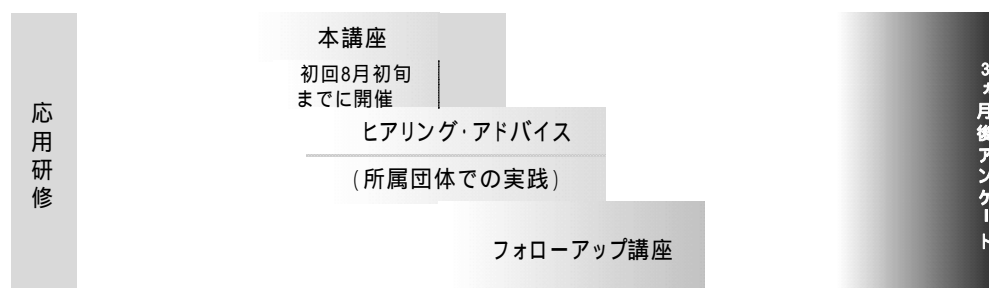 応用研修
本講座
初回8月初旬
までに開催
ヒアリング・アドバイス
(所属団体での実践)
フォローアップ講座
3ヵ月後アンケート